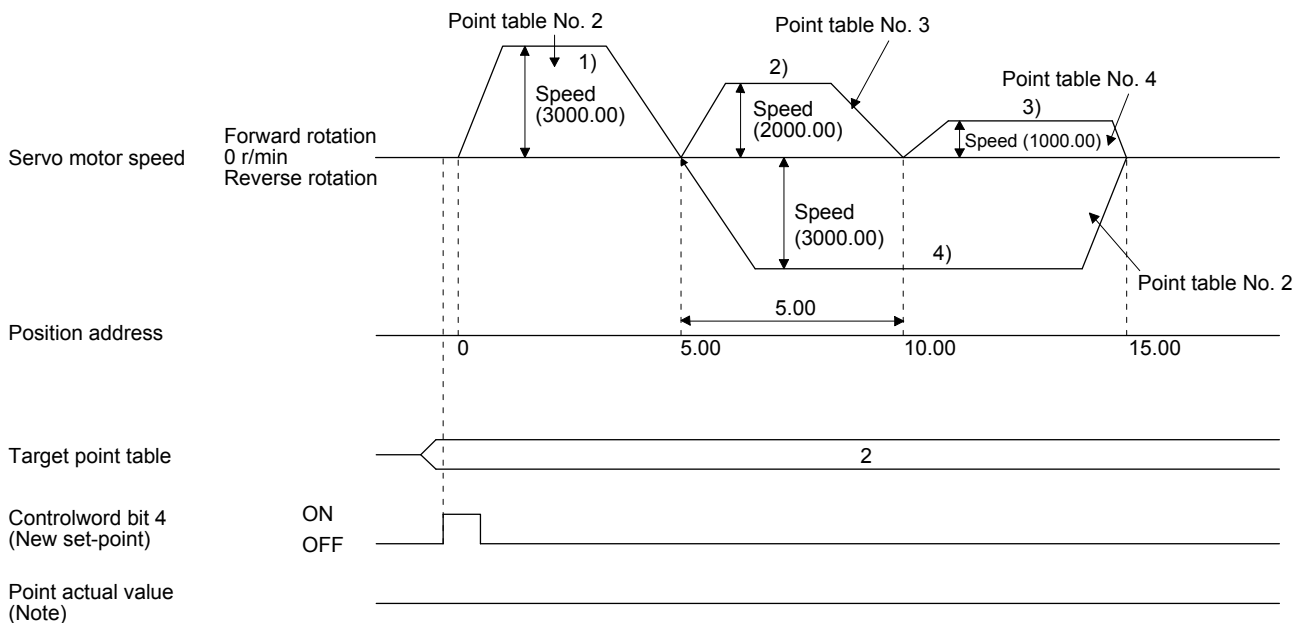 Point table No. 2
Point table No. 3
1)
2)
Point table No. 4
3)
Speed
(3000.00)
Speed
(2000.00)
Speed (1000.00)
Servo motor speed
Forward rotation
0 r/min
Reverse rotation
Speed
(3000.00)
4)
Point table No. 2
5.00
Position address
0
5.00
10.00
15.00
Target point table
2
Controlword bit 4
(New set-point)
ON
OFF
Point actual value
(Note)